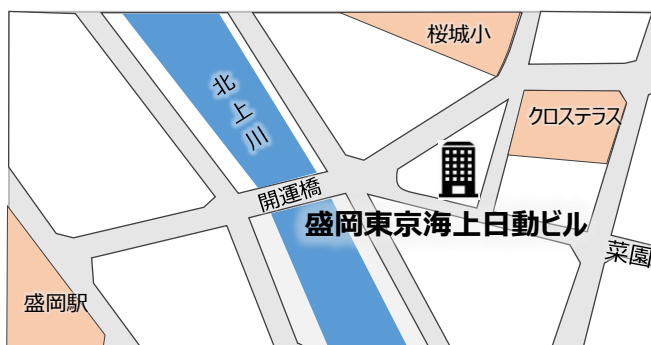 桜城小
北上川
クロステラス
開運橋
盛岡東京海上日動ビル
菜園
盛岡駅